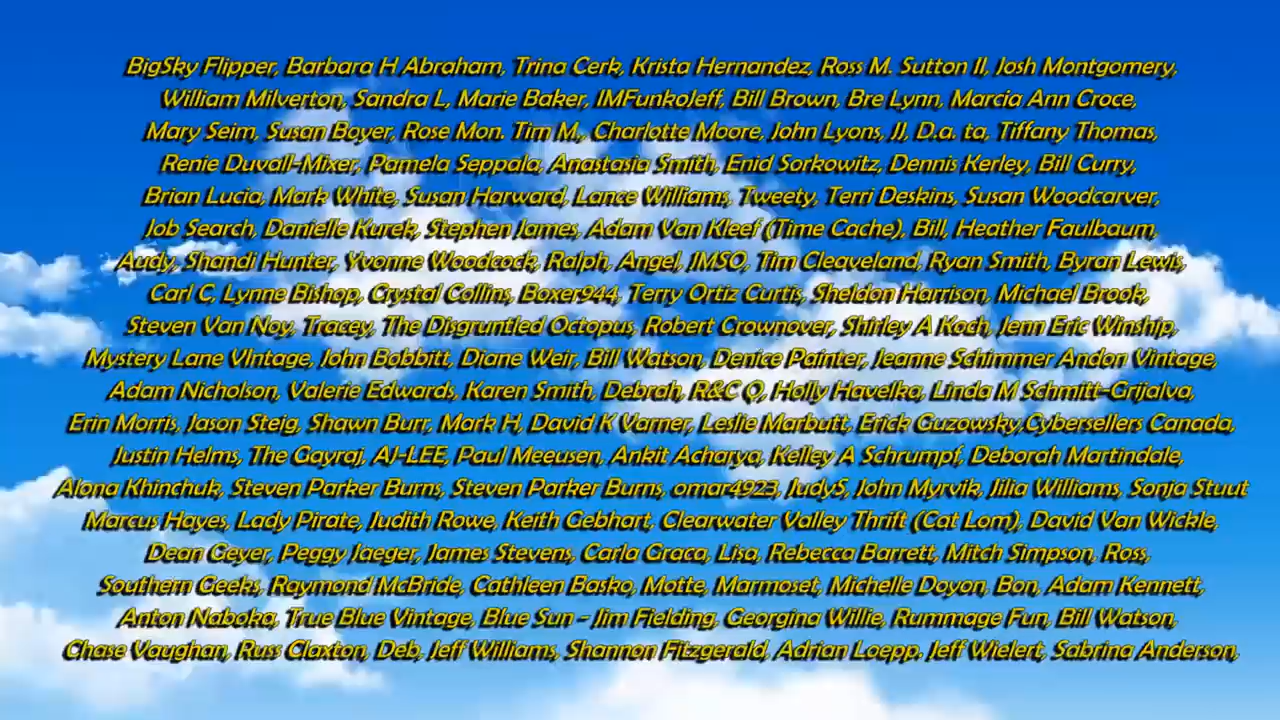 BigSky Flipper, Barbara H Abraham, Trina Cerk, Krista Hernandez, Ross M. Sutton II, Josh Montgomery,
William Milverton, Sandra L, Marie Baker, IMFunkoJeff, Bill Brown, Bre Lynn, Marcia Ann Croce,
Mary Seim, Susan Boyer, Rose Mon. Tim M,, Charlotte Moore, John Lyons, JJ, D.a. ta, Tiffany Thomas,
Renie Duvall-Mixer, Pamela Seppala, Anastasia Smith, Enid Sorkowitz, Dennis Kerley, Bill Curry,
Brian Lucia, Mark White, Susan Harward, Lance Williams, Tweety, Terri Deskins, Susan Woodcarver,
Job Search, Danielle Kurek, Stephen James, Adam Van Kleef (Time Cache), Bill, Heather Faulbaum,
Audy, Shandi Hunter, Yvonne Woodcock, Ralph, Angel, JMSO, Tim Cleaveland, Ryan Smith, Byran Lewis,
Carl C, Lynne Bishop, Crystal Collins, Boxer944, Terry Ortiz Curtis, Sheldon Harrison, Michael Brook,
Steven Van Noy, Tracey, The Disgruntled Octopus, Robert Crownover, Shirley A Koch, Jenn Eric Winship,
Mystery Lane VIntage, John Bobbitt, Diane Weir, Bill Watson, Denice Painter, Jeanne Schimmer Andon Vintage,
Adam Nicholson, Valerie Edwards, Karen Smith, Debrah, R&C Q, Holly Havelka, Linda M Schmitt-Grijalva,
Erin Morris, Jason Steig, Shawn Burr, Mark H, David K Varner, Leslie Marbutt, Erick Guzowsky,Cybersellers Canada,
Justin Helms, The Gayraj, AJ-LEE, Paul Meeusen, Ankit Acharya, Kelley A Schrumpf, Deborah Martindale,
Alona Khinchuk, Steven Parker Burns, Steven Parker Burns, omar4923, JudyS, John Myrvik, Jilia Williams, Sonja Stuut
Marcus Hayes, Lady Pirate, Judith Rowe, Keith Gebhart, Clearwater Valley Thrift (Cat Lom), David Van Wickle,
Dean Geyer, Peggy Jaeger, James Stevens, Carla Graca, Lisa, Rebecca Barrett, Mitch Simpson, Ross,
Southern Geeks, Raymond McBride, Cathleen Basko, Motte, Marmoset, Michelle Doyon, Bon, Adam Kennett,
Anton Naboka, True Blue Vintage, Blue Sun - Jim Fielding, Georgina Willie, Rummage Fun, Bill Watson,
Chase Vaughan, Russ Claxton, Deb, Jeff Williams, Shannon Fitzgerald, Adrian Loepp. Jeff Wielert, Sabrina Anderson,